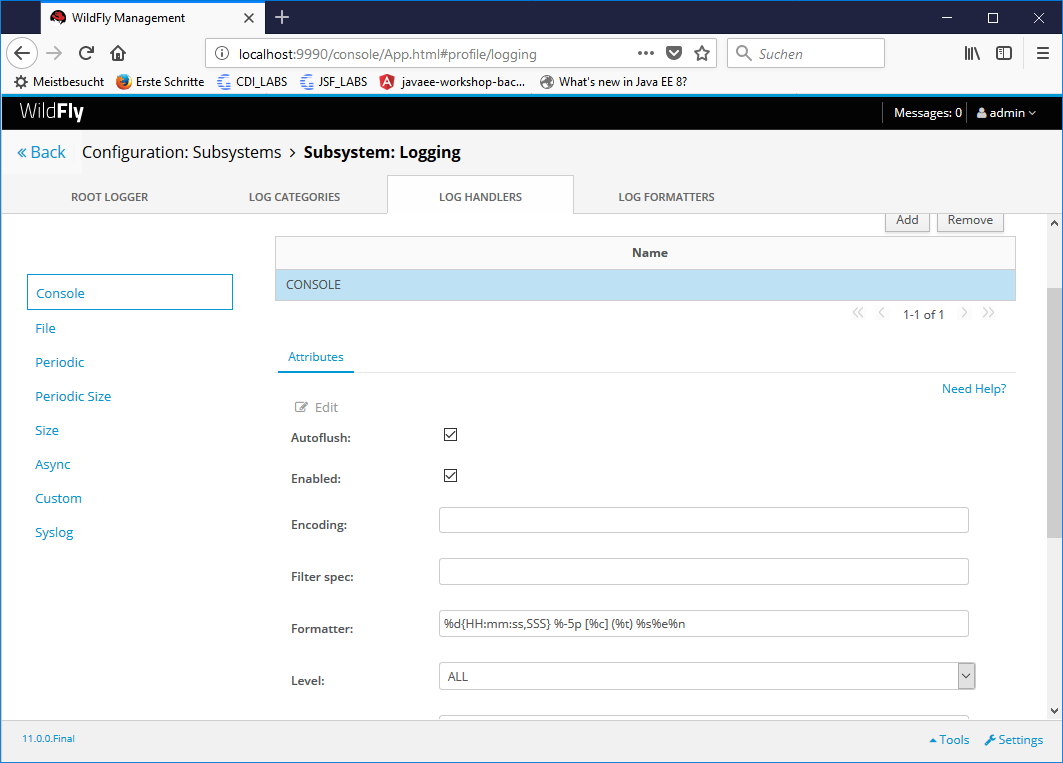 WildFly Management
localhost:9990/console/App.html#profile/logging
Suchen
Meistbesucht Erste Schritte CDI_LABS JSF_LABS javaee-workshop-bac... What's new in Java EE 8?
WildFly Messages: 0 admin
« Back Configuration: Subsystems > Subsystem: Logging
ROOT LOGGER LOG CATEGORIES LOG HANDLERS LOG FORMATTERS
Add Remove
Name
CONSOLE
« ‹ 1-1 of 1 › »
Console
File
Periodic
Periodic Size
Size
Async
Custom
Syslog
Attributes
Need Help?
Edit
Autoflush:
Enabled:
Encoding:
Filter spec:
Formatter: %d{HH:mm:ss,SSS} %-5p [%c] (%t) %s%e%n
Level: ALL
11.0.0.Final Tools Settings